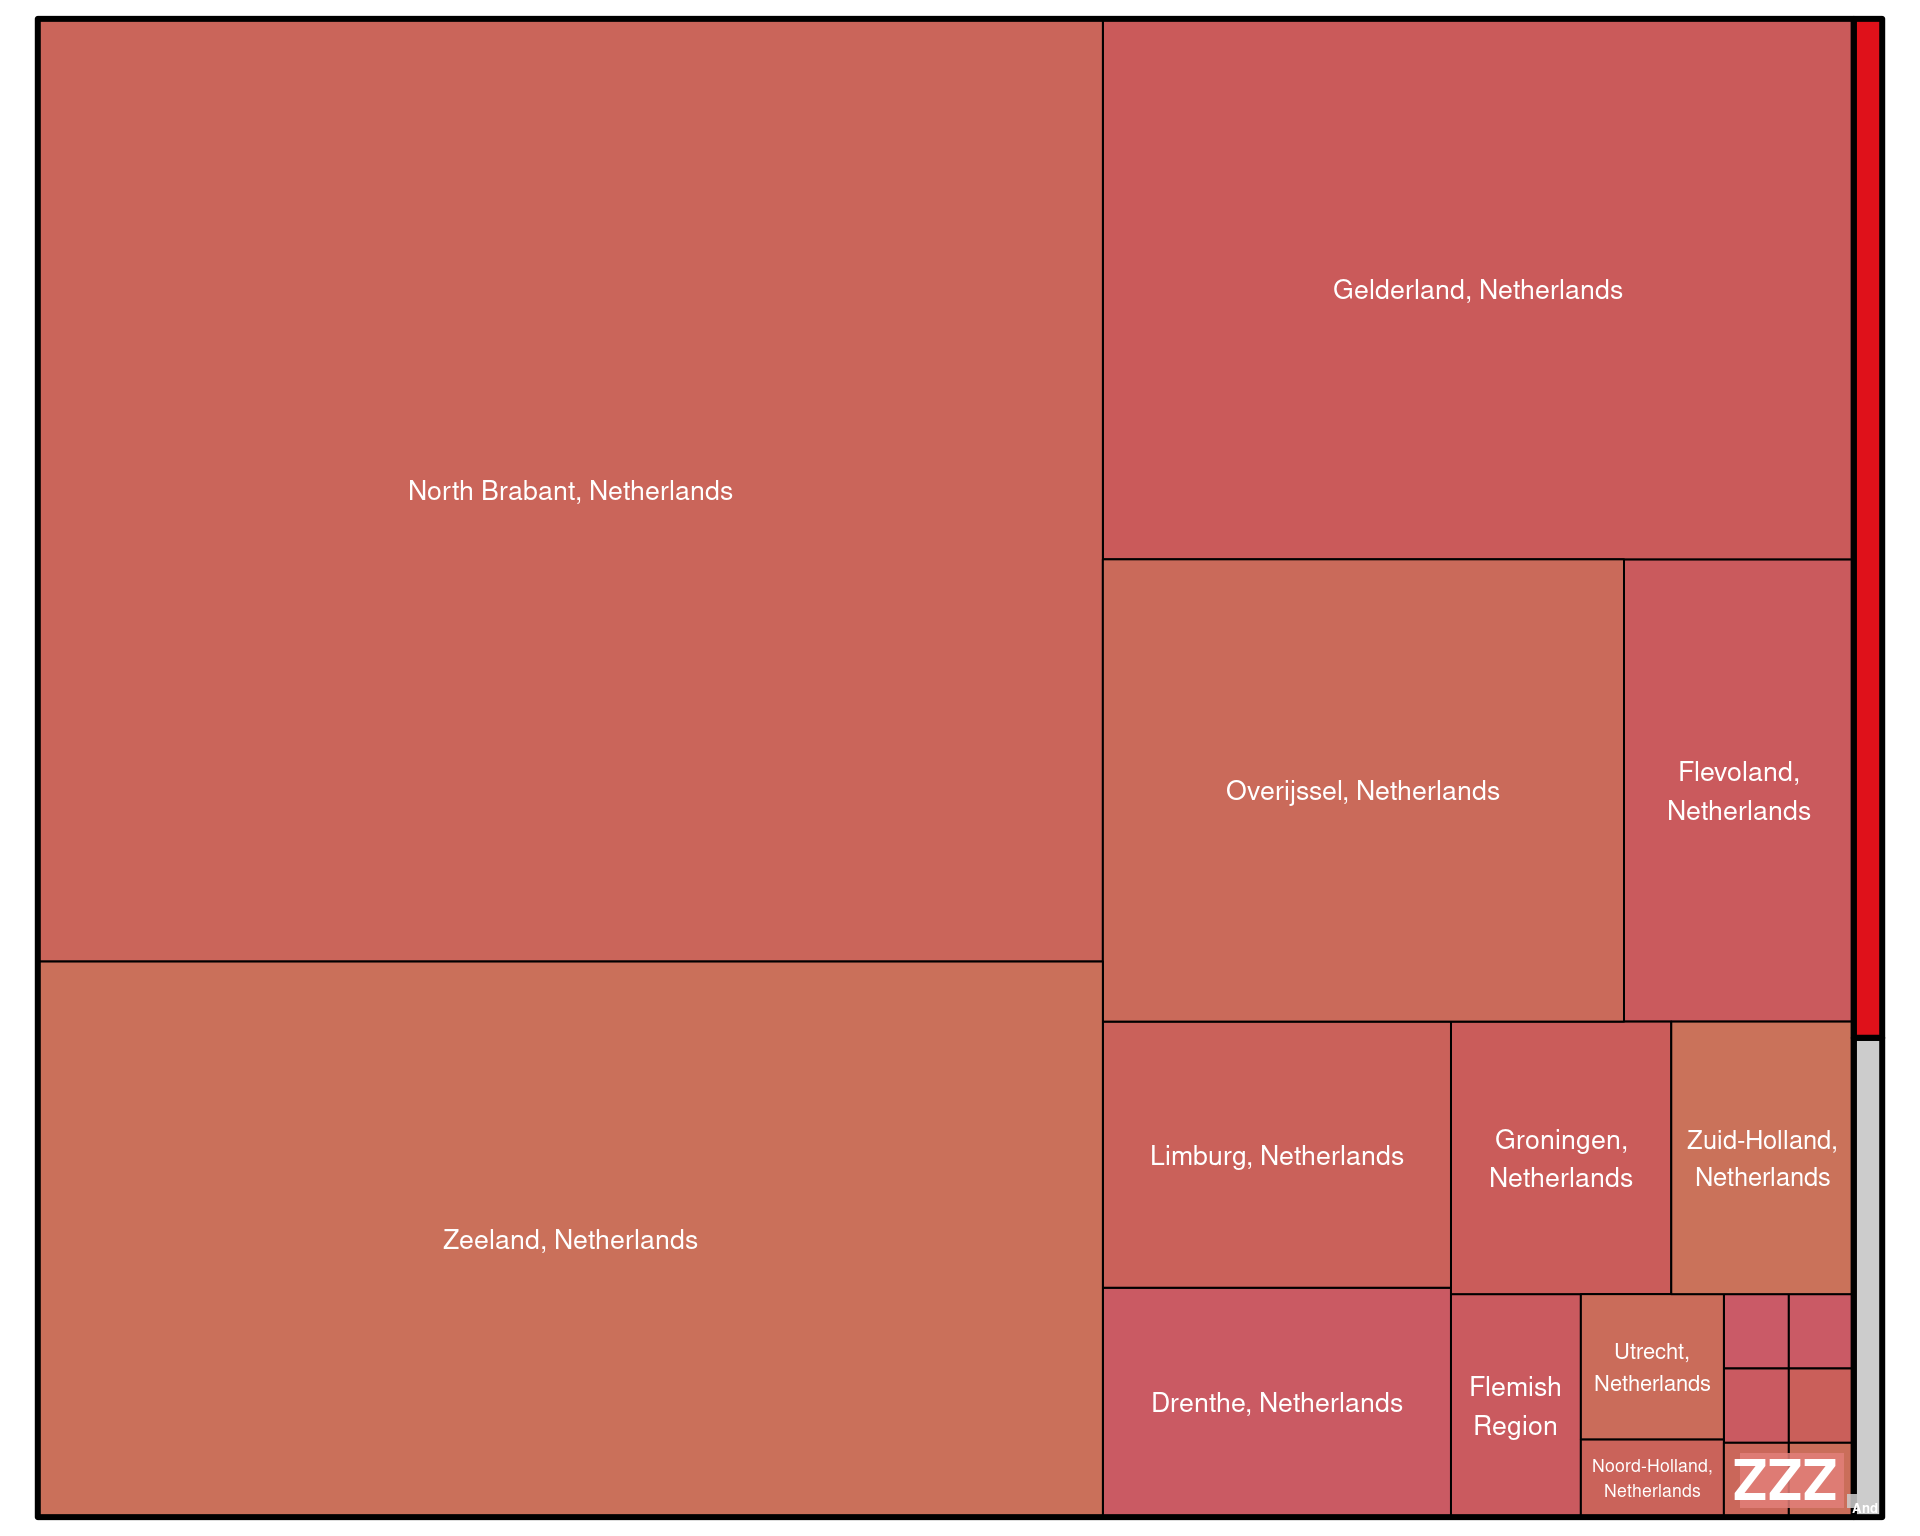 North Brabant, Netherlands
Gelderland, Netherlands
Overijssel, Netherlands
Flevoland,
Netherlands
Zeeland, Netherlands
Limburg, Netherlands
Groningen,
Netherlands
Zuid-Holland,
Netherlands
Drenthe, Netherlands
Flemish
Region
Utrecht,
Netherlands
Noord-Holland,
Netherlands
ZZZ
And